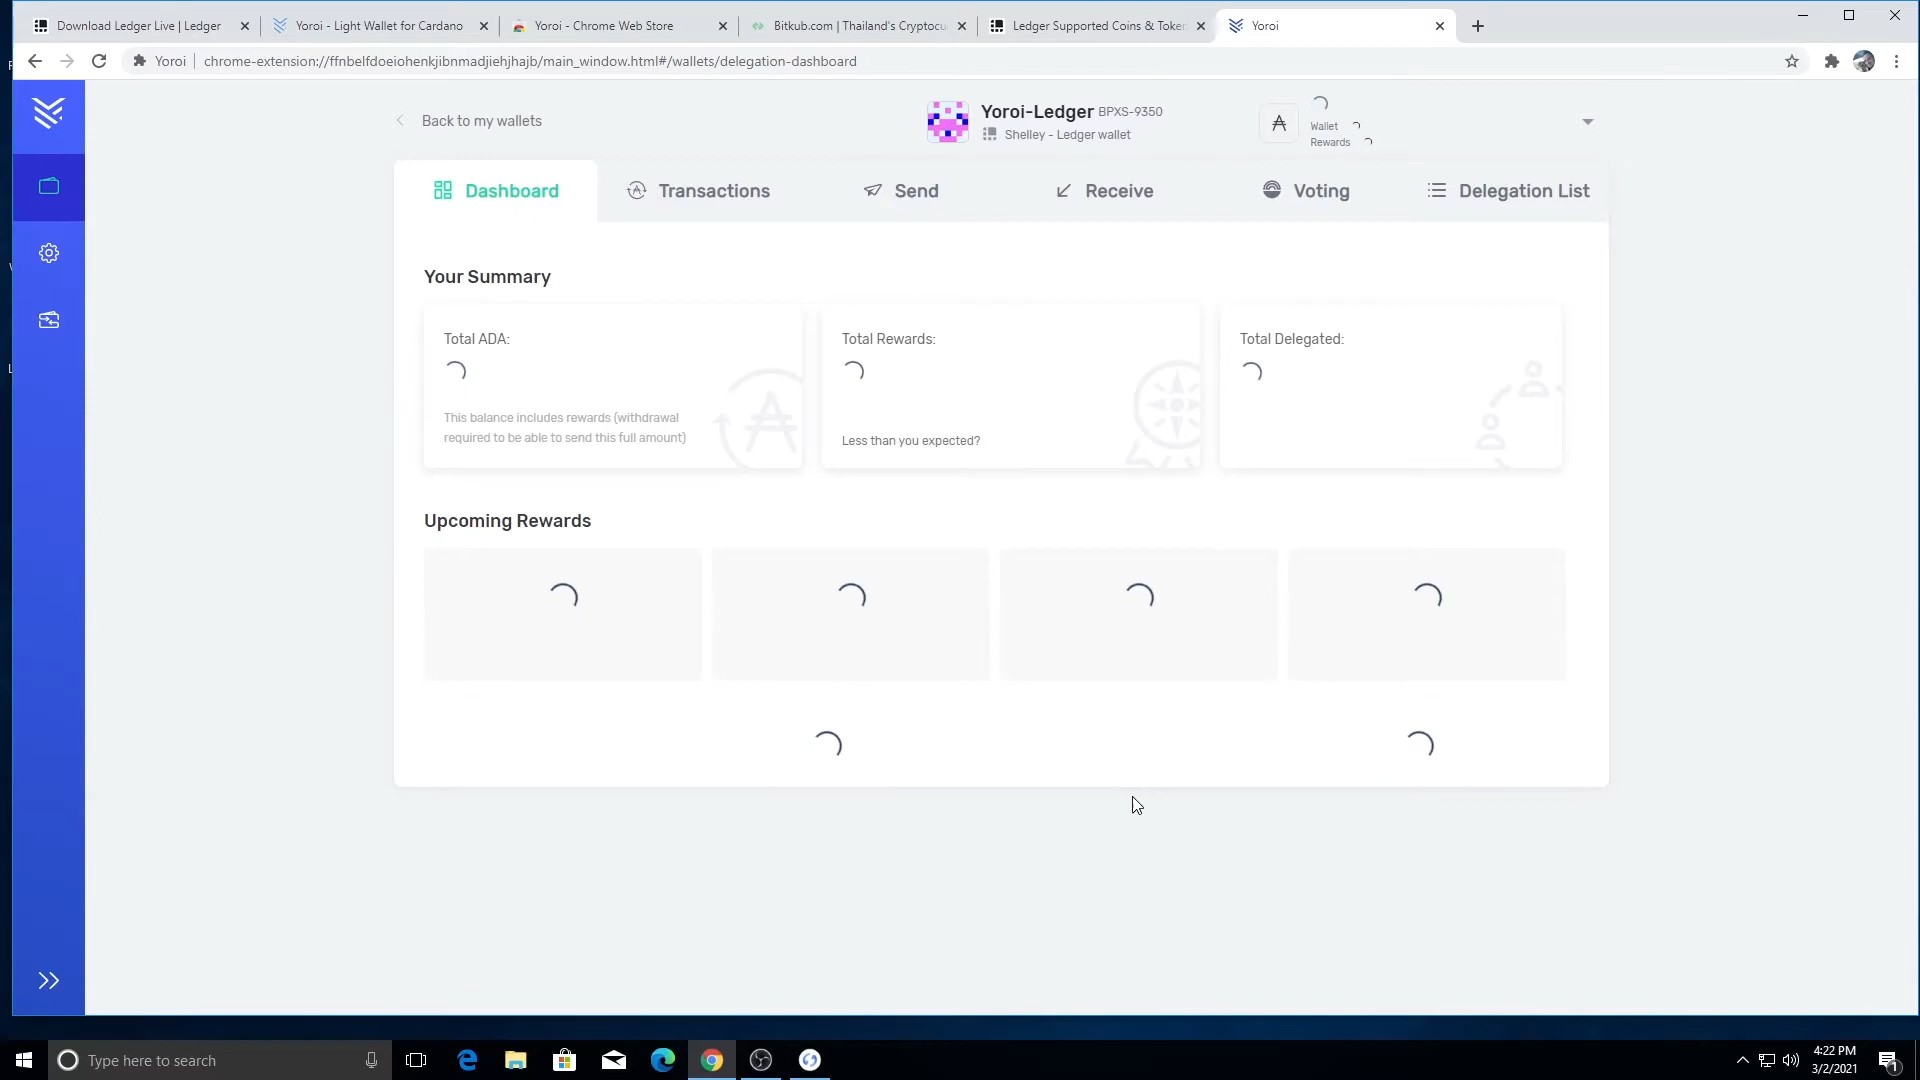 Download Ledger Live | Ledger
Yoroi - Light Wallet for Cardano
Yoroi - Chrome Web Store
Bitkub.com | Thailand's Cryptocu
Ledger Supported Coins & Token
Yoroi
Yoroi
chrome-extension://ffnbelfdoeiohenkjibnmadjiehjhajb/main_window.html#/wallets/delegation-dashboard
Back to my wallets
Yoroi-Ledger BPXS-9350
Shelley - Ledger wallet
Wallet
Rewards
Dashboard
Transactions
Send
Receive
Voting
Delegation List
Your Summary
Total ADA:
This balance includes rewards (withdrawal
required to be able to send this full amount)
Total Rewards:
Less than you expected?
Total Delegated:
Upcoming Rewards
Type here to search
4:22 PM
3/2/2021
1